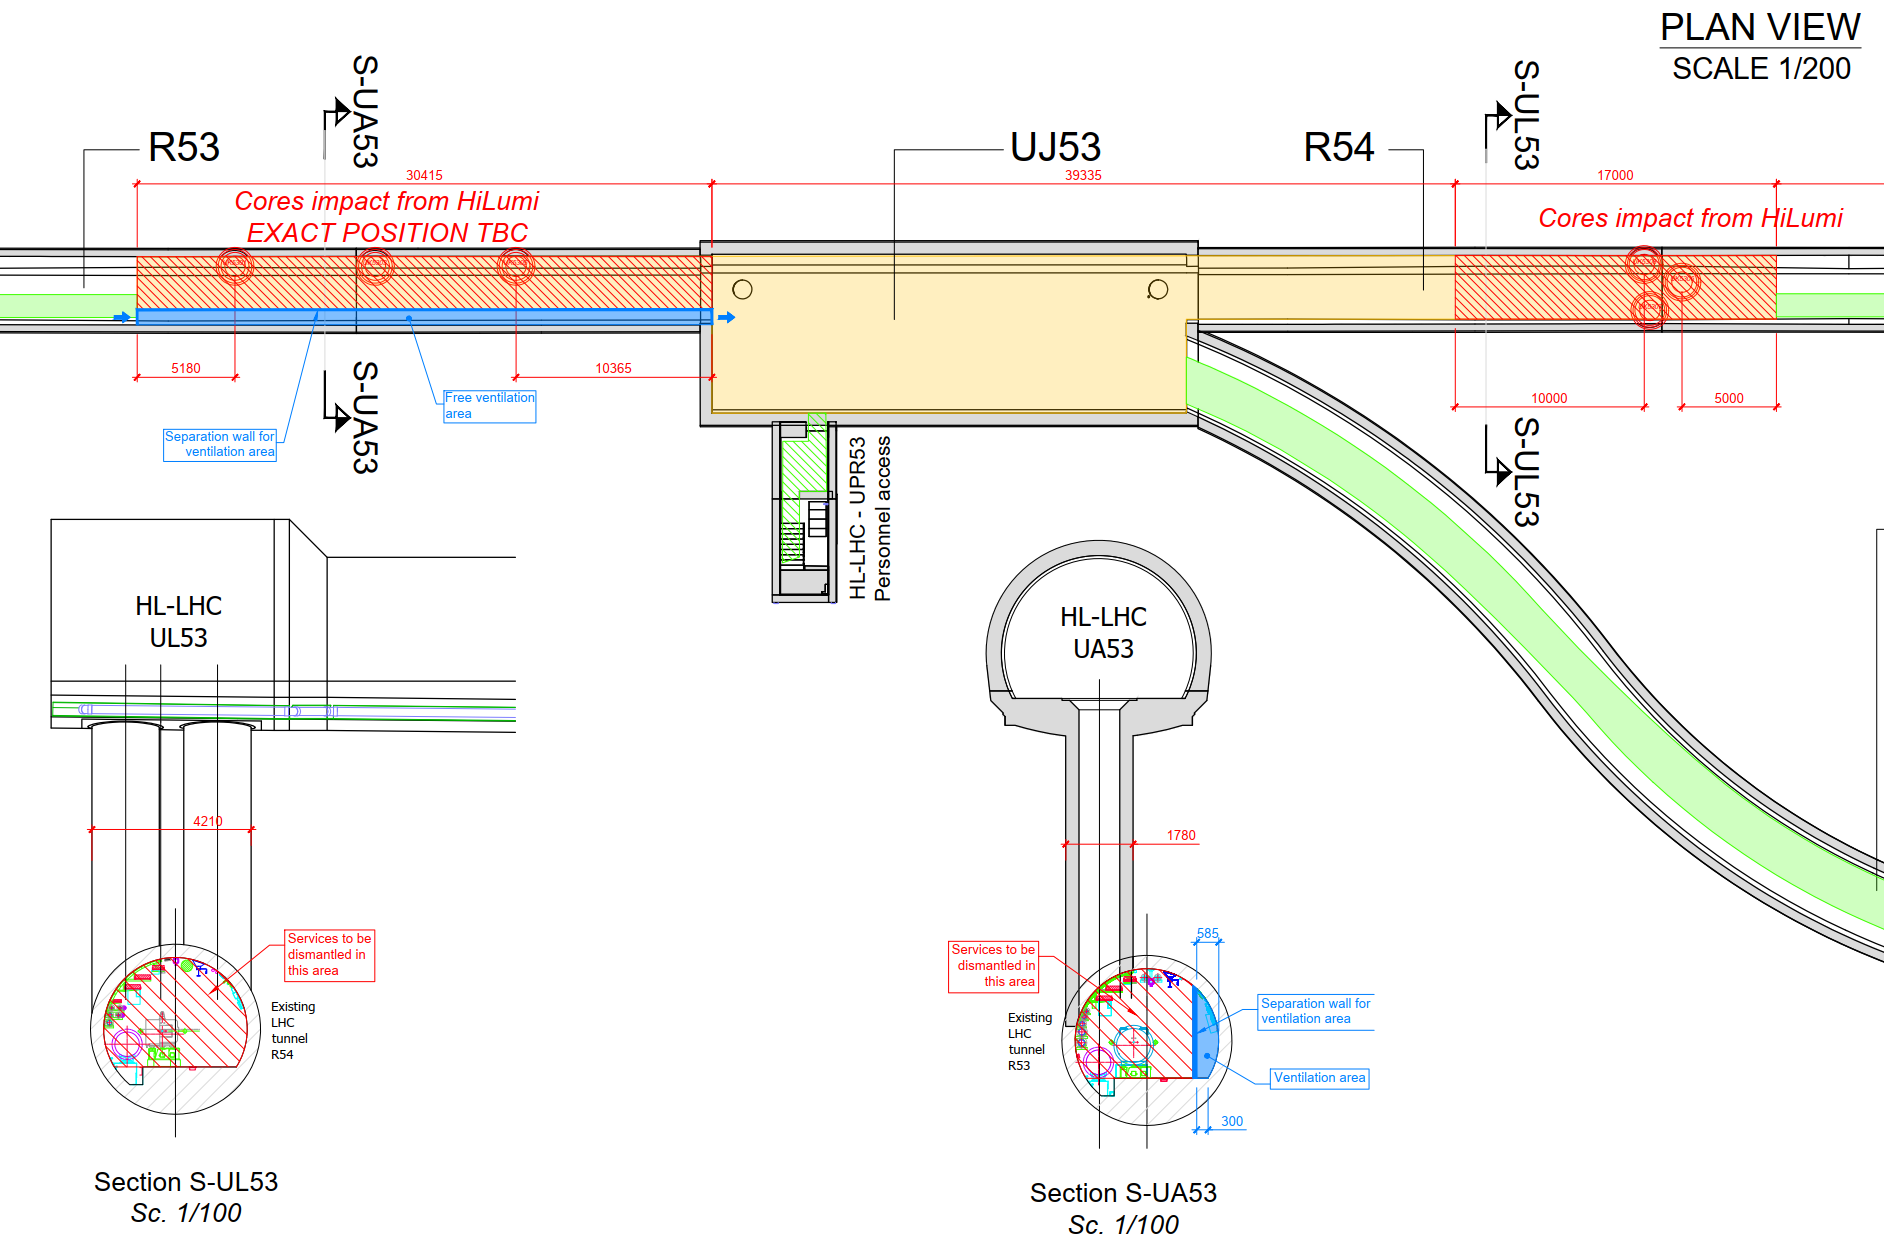 PLAN VIEW
SCALE 1/200
S-UA53
S-UL53
R53
UJ53
R54
30415
39335
17000
Cores impact from HiLumi
EXACT POSITION TBC
Cores impact from HiLumi
5180
10365
10000
5000
Free ventilation
area
Separation wall for
ventilation area
S-UA53
S-UL53
HL-LHC - UPR53
Personnel access
HL-LHC
UL53
HL-LHC
UA53
4210
1780
585
Services to be
dismantled in
this area
Services to be
dismantled in
this area
Existing
LHC
tunnel
R54
Existing
LHC
tunnel
R53
Separation wall for
ventilation area
Ventilation area
300
Section S-UL53
Sc. 1/100
Section S-UA53
Sc. 1/100